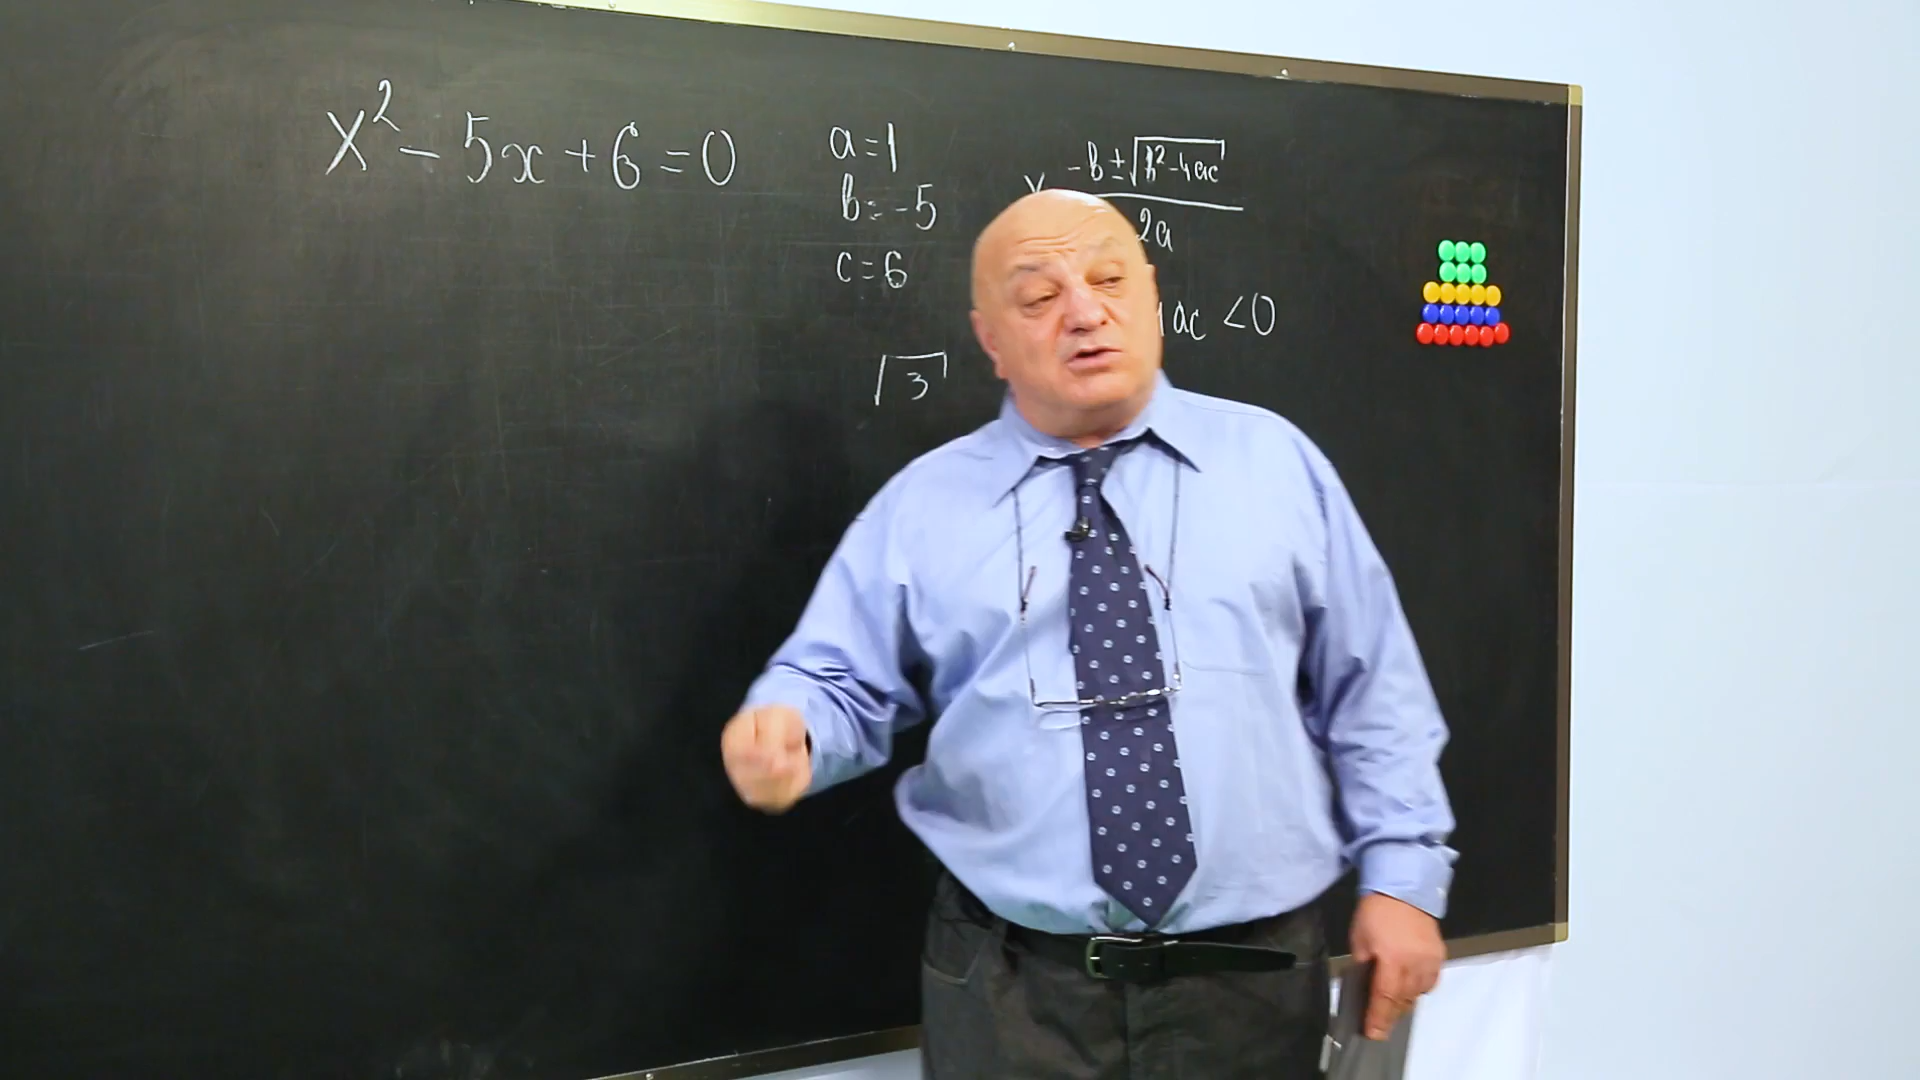 x² - 5x + 6 = 0
a = 1
b = -5
c = 6
-b ± √b² - 4ac
2a
ac < 0
√3